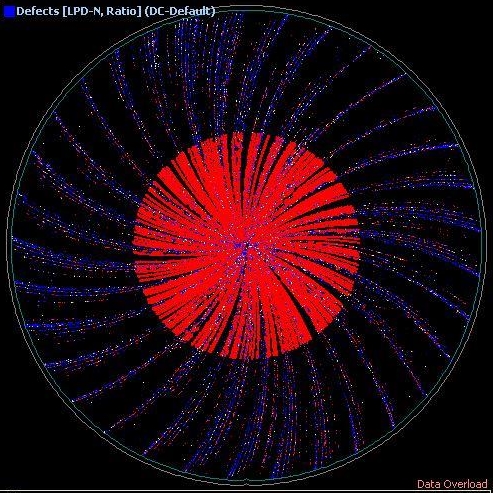 Defects [LPD-N, Ratio] (DC-Default)
Data Overload